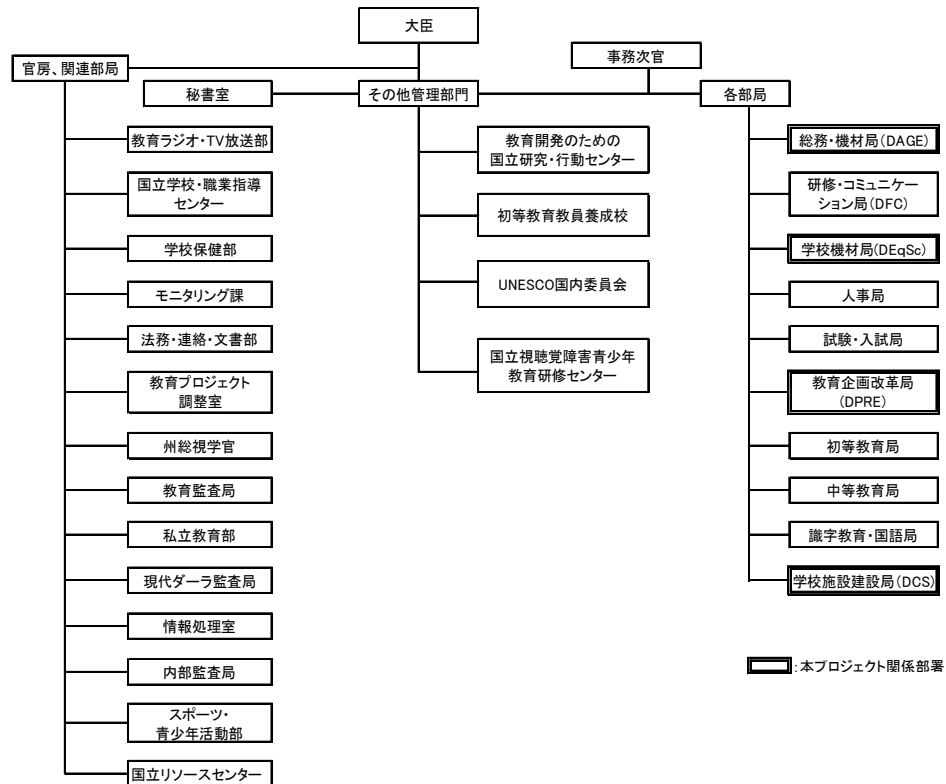 大臣
事務次官
官房、関連部局
秘書室
その他管理部門
各部局
教育ラジオ・TV放送部
国立学校・職業指導
センター
学校保健部
モニタリング課
法務・連絡・文書部
教育プロジェクト
調整室
州総視学官
教育監査局
私立教育部
現代ダーラ監査局
情報処理室
内部監査局
スポーツ・
青少年活動部
国立リソースセンター
教育開発のための
国立研究・行動センター
初等教育教員養成校
UNESCO国内委員会
国立視聴覚障害青少年
教育研修センター
総務・機材局(DAGE)
研修・コミュニケー
ション局(DFC)
学校機材局(DEqSc)
人事局
試験・入試局
教育企画改革局
(DPRE)
初等教育局
中等教育局
識字教育・国語局
学校施設建設局(DCS)
:本プロジェクト関係部署